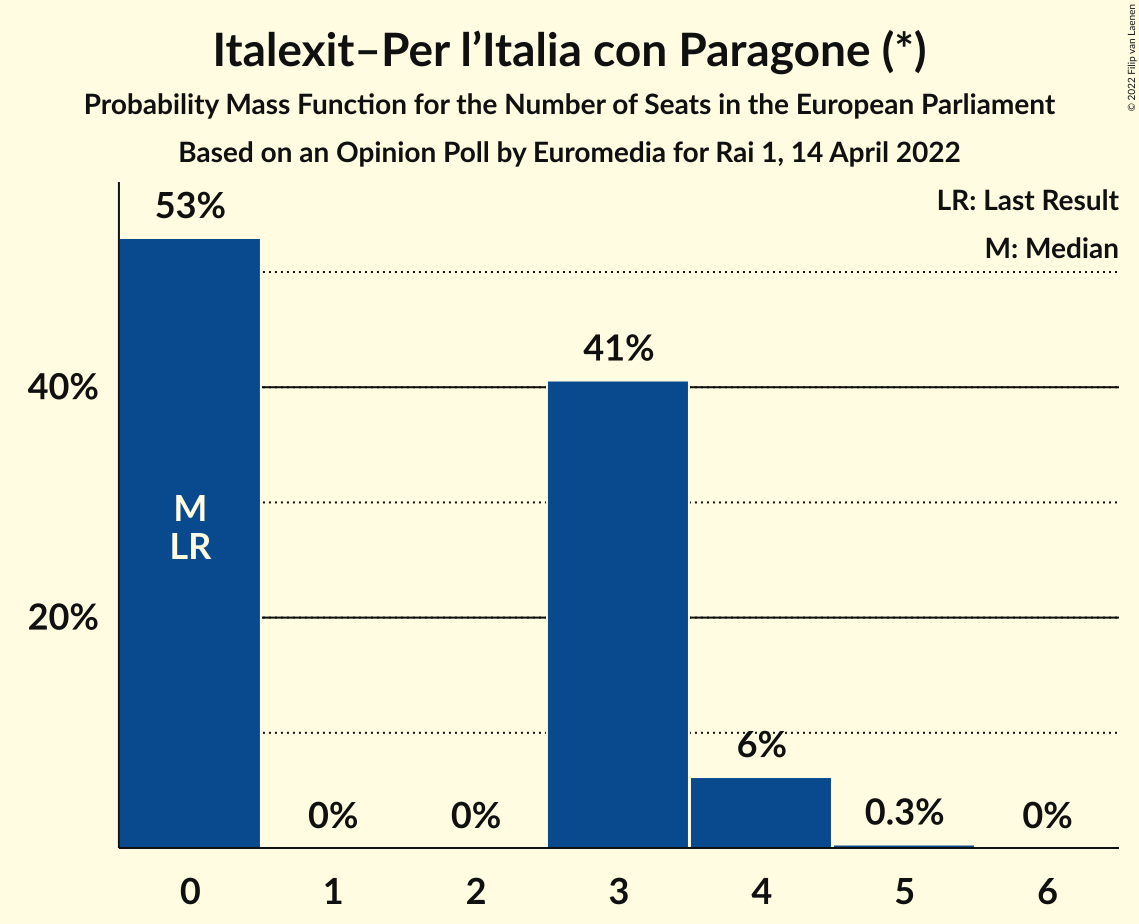 Italexit–Per l’Italia con Paragone (*)
Probability Mass Function for the Number of Seats in the European Parliament
Based on an Opinion Poll by Euromedia for Rai 1, 14 April 2022
© 2022 Filip van Laenen
LR: Last Result
M: Median
53%
41%
40%
M
LR
20%
6%
0%
0%
0.3%
0%
0 1 2 3 4 5 6